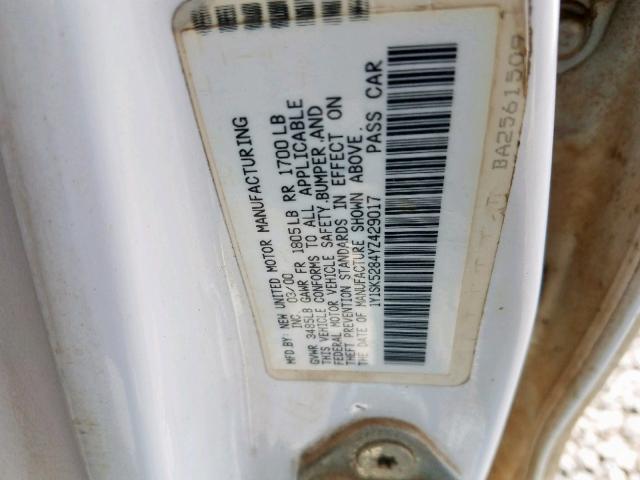 MFD BY: NEW UNITED MOTOR MANUFACTURING
INC 03/00
GVWR 3485LB GAWR FR 1805LB RR 1700LB
THIS VEHICLE CONFORMS TO ALL APPLICABLE
FEDERAL MOTOR VEHICLE SAFETY,BUMPER,AND
THEFT PREVENTION STANDARDS IN EFFECT ON
THE DATE OF MANUFACTURE SHOWN ABOVE.
1Y1SK5284YZ429017 PASS CAR
BA2561509